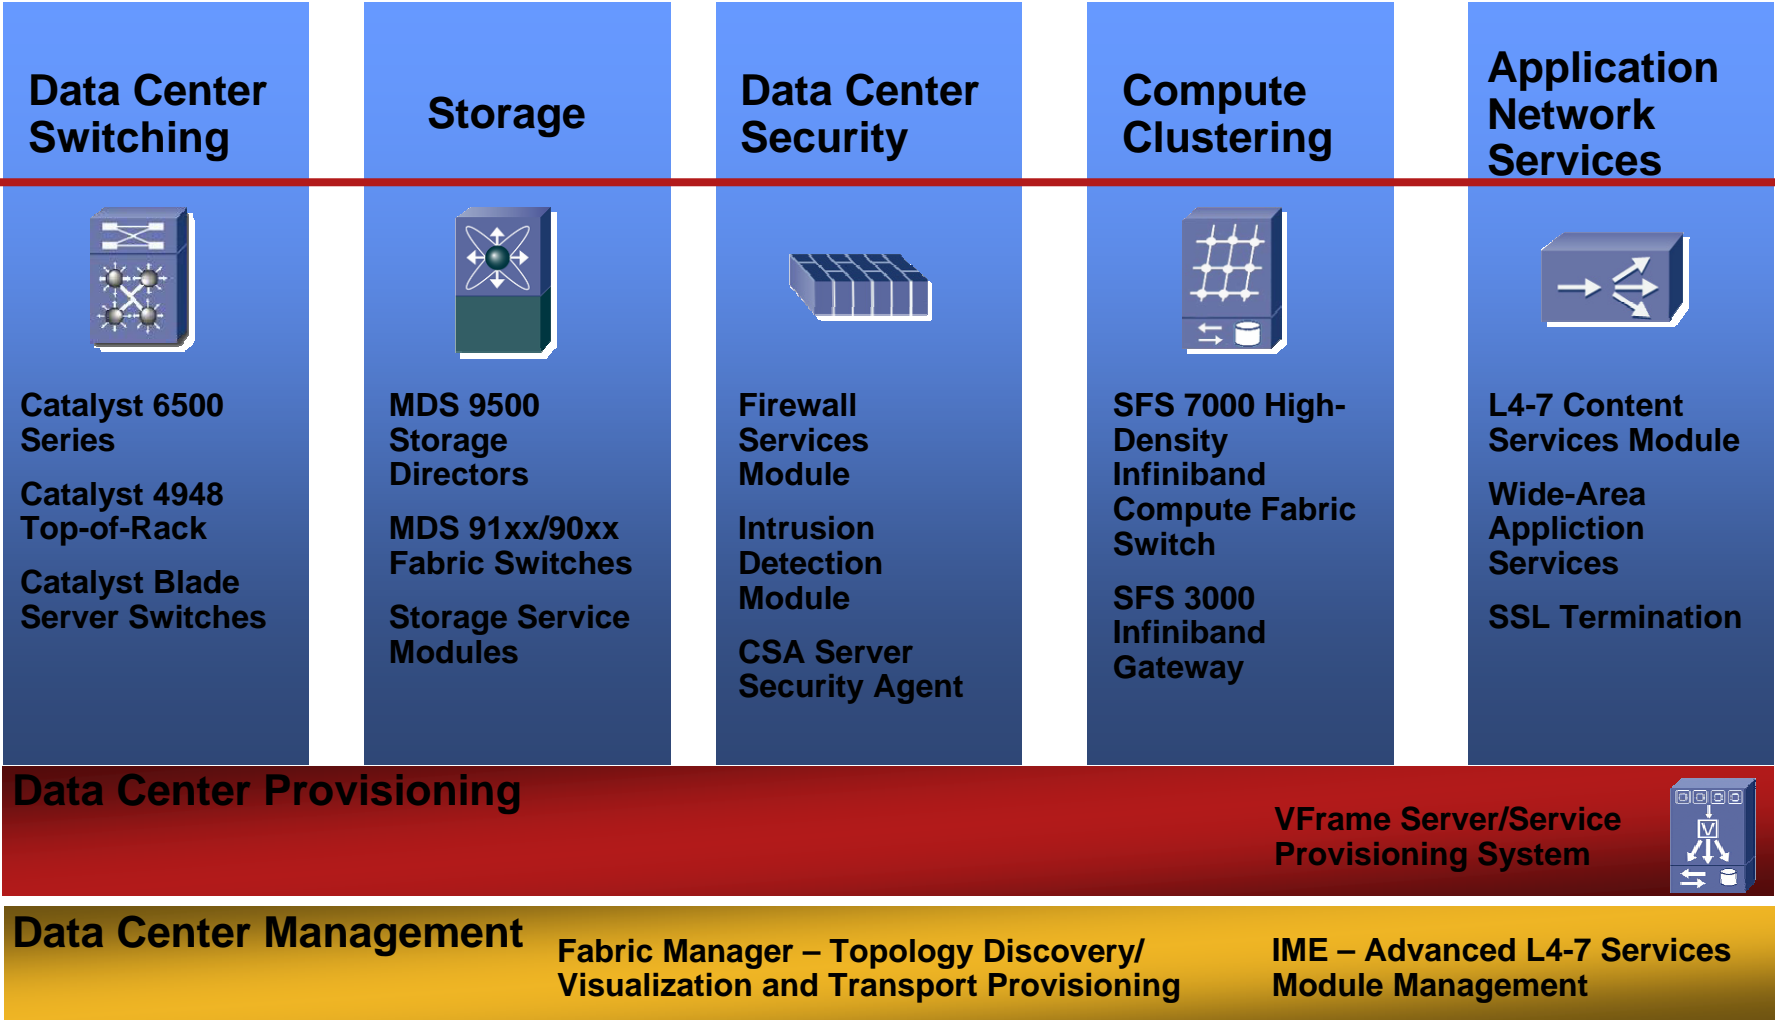 Data Center
Switching
Storage
Data Center
Security
Compute
Clustering
Application
Network
Services
Catalyst 6500
Series
Catalyst 4948
Top-of-Rack
Catalyst Blade
Server Switches
MDS 9500
Storage
Directors
MDS 91xx/90xx
Fabric Switches
Storage Service
Modules
Firewall
Services
Module
Intrusion
Detection
Module
CSA Server
Security Agent
SFS 7000 High-
Density
Infiniband
Compute Fabric
Switch
SFS 3000
Infiniband
Gateway
L4-7 Content
Services Module
Wide-Area
Appliction
Services
SSL Termination
Data Center Provisioning
VFrame Server/Service
Provisioning System
V
Data Center Management
Fabric Manager – Topology Discovery/
Visualization and Transport Provisioning
IME – Advanced L4-7 Services
Module Management